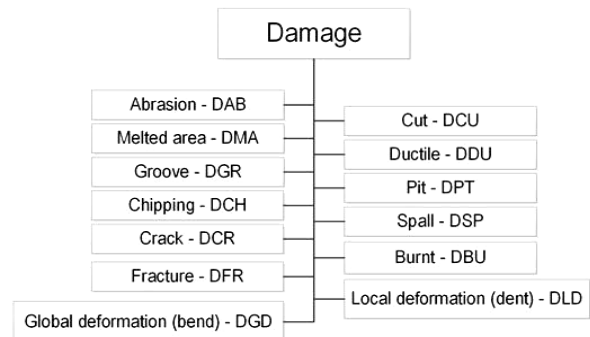 Damage
Abrasion - DAB
Melted area - DMA
Groove - DGR
Chipping - DCH
Crack - DCR
Fracture - DFR
Global deformation (bend) - DGD
Cut - DCU
Ductile - DDU
Pit - DPT
Spall - DSP
Burnt - DBU
Local deformation (dent) - DLD